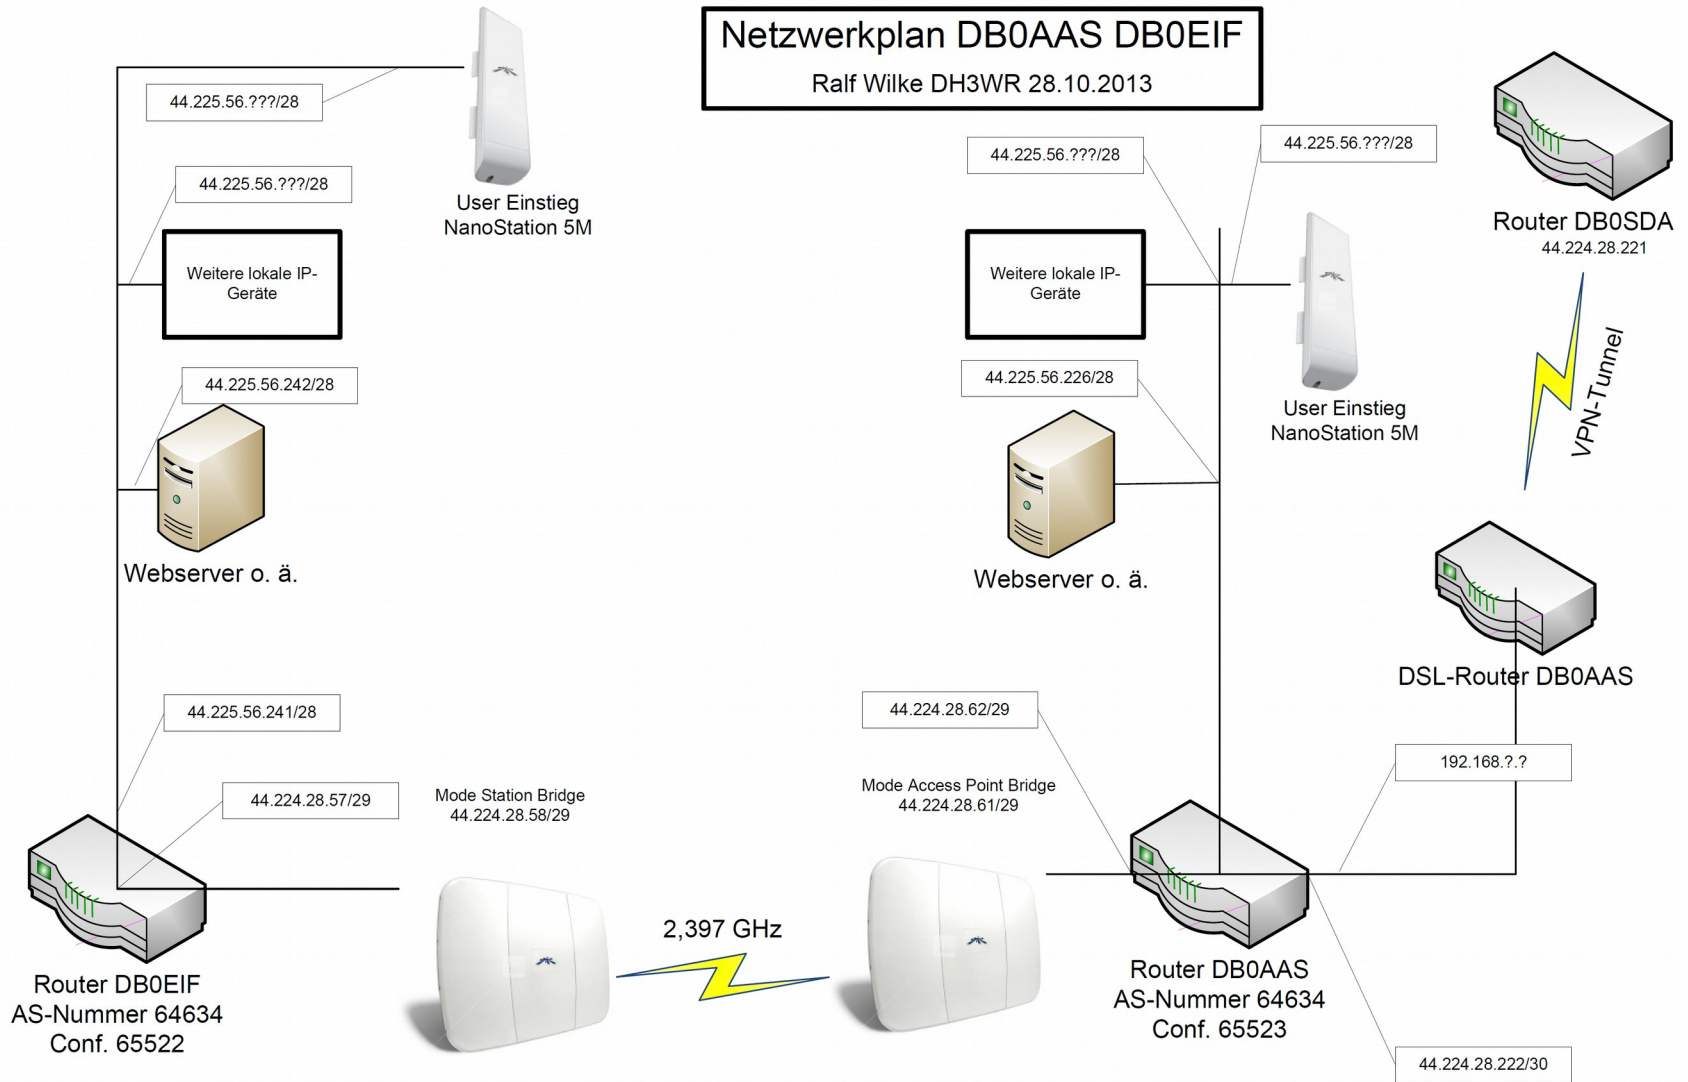 Netzwerkplan DB0AAS DB0EIF
Ralf Wilke DH3WR 28.10.2013
44.225.56.???/28
44.225.56.???/28
User Einstieg
NanoStation 5M
Weitere lokale IP-
Geräte
44.225.56.242/28
Webserver o. ä.
44.225.56.241/28
44.224.28.57/29
Mode Station Bridge
44.224.28.58/29
Router DB0EIF
AS-Nummer 64634
Conf. 65522
2,397 GHz
44.225.56.???/28
44.225.56.???/28
Weitere lokale IP-
Geräte
44.225.56.226/28
User Einstieg
NanoStation 5M
Webserver o. ä.
Router DB0SDA
44.224.28.221
VPN-Tunnel
DSL-Router DB0AAS
44.224.28.62/29
192.168.?.?
Mode Access Point Bridge
44.224.28.61/29
Router DB0AAS
AS-Nummer 64634
Conf. 65523
44.224.28.222/30